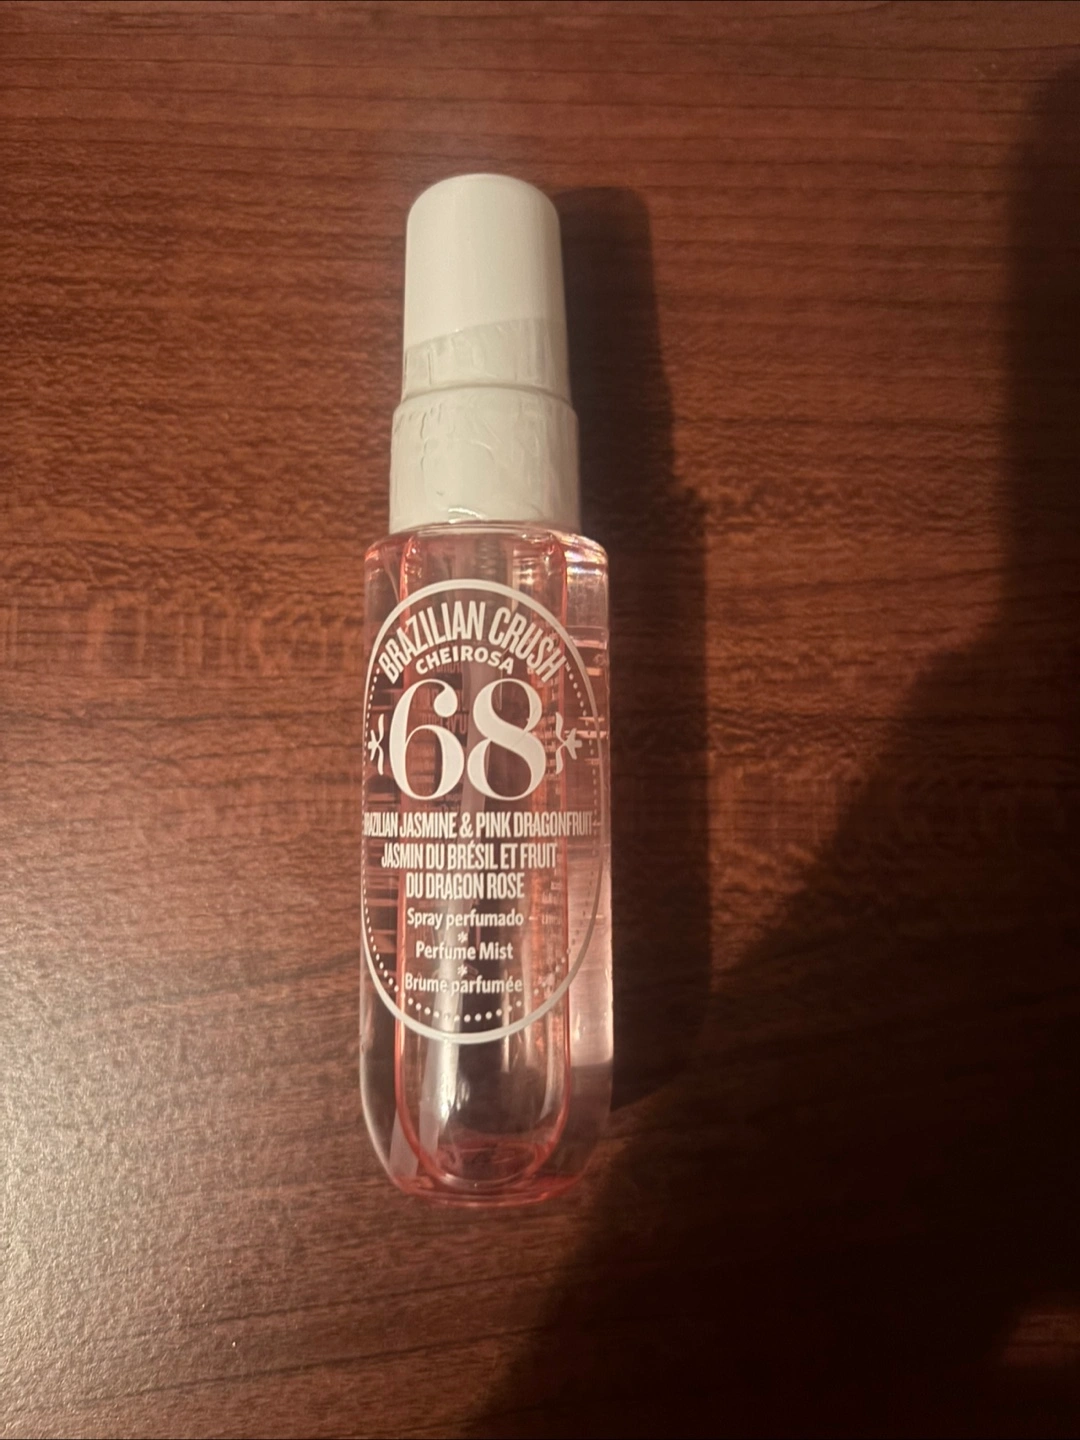 BRAZILIAN CRUSH
CHEIROSA
68
BRAZILIAN JASMINE & PINK DRAGONFRUIT
JASMIN DU BRÉSIL ET FRUIT
DU DRAGON ROSE
Spray perfumado
Perfume Mist
Brume parfumée